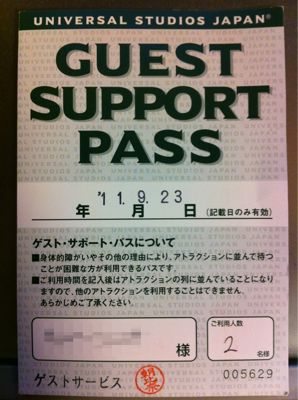 UNIVERSAL STUDIOS JAPAN®
GUEST
SUPPORT
PASS
'11.9.23
年 月 日 (記載日のみ有効)
ゲスト・サポート・パスについて
■身体的障がいやその他の理由により、アトラクションに並んで待つ
ことが困難な方が利用できるパスです。
■ご利用時間を記入後はアトラクションの列に並んでいることになり
ますので、他のアトラクションを利用することはできません。
あらかじめご了承ください。
様
ご利用人数
2 名様
ゲストサービス
005629